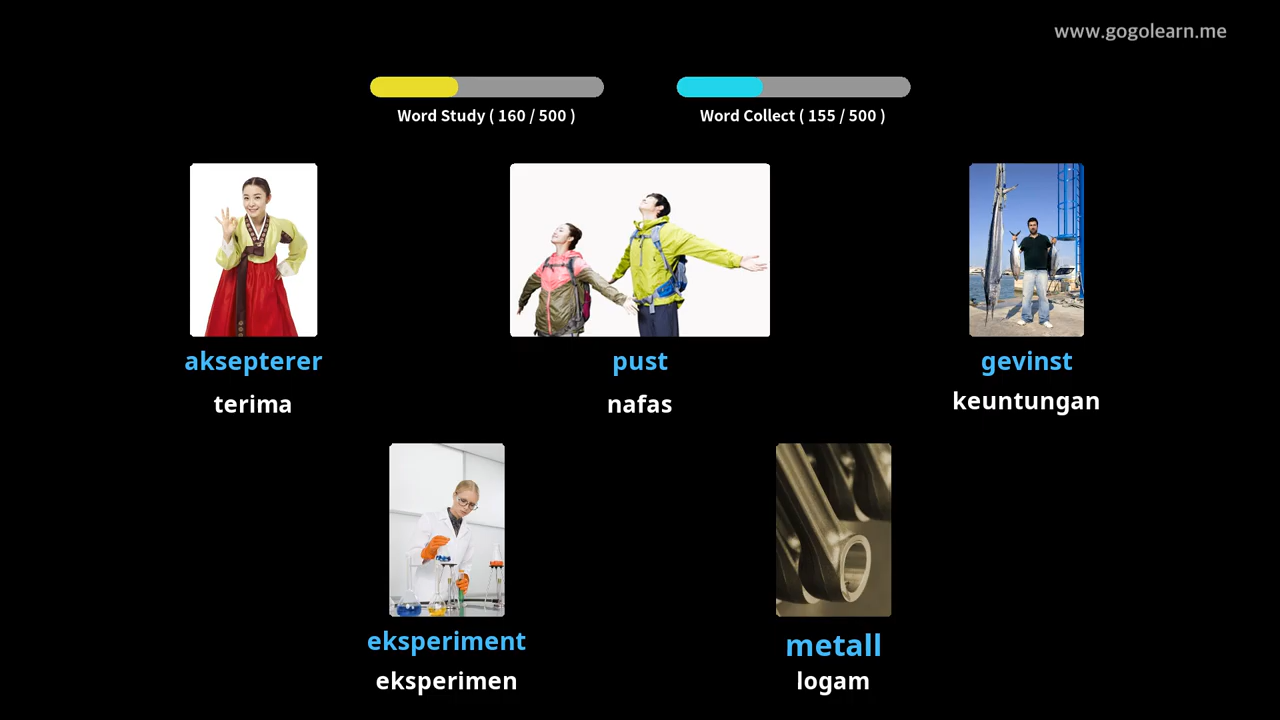 www.gogolearn.me
Word Study ( 160 / 500 )
Word Collect ( 155 / 500 )
aksepterer
terima
pust
nafas
gevinst
keuntungan
eksperiment
eksperimen
metall
logam